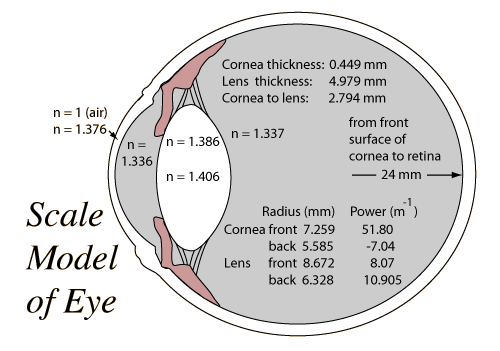 Cornea thickness: 0.449 mm
Lens thickness: 4.979 mm
Cornea to lens: 2.794 mm
n = 1 (air)
n = 1.376
n =
1.336
n = 1.386
n = 1.406
n = 1.337
from front
surface of
cornea to retina
24 mm
Scale
Model
of Eye
Radius (mm) Power (m-1)
Cornea front 7.259 51.80
back 5.585 -7.04
Lens front 8.672 8.07
back 6.328 10.905